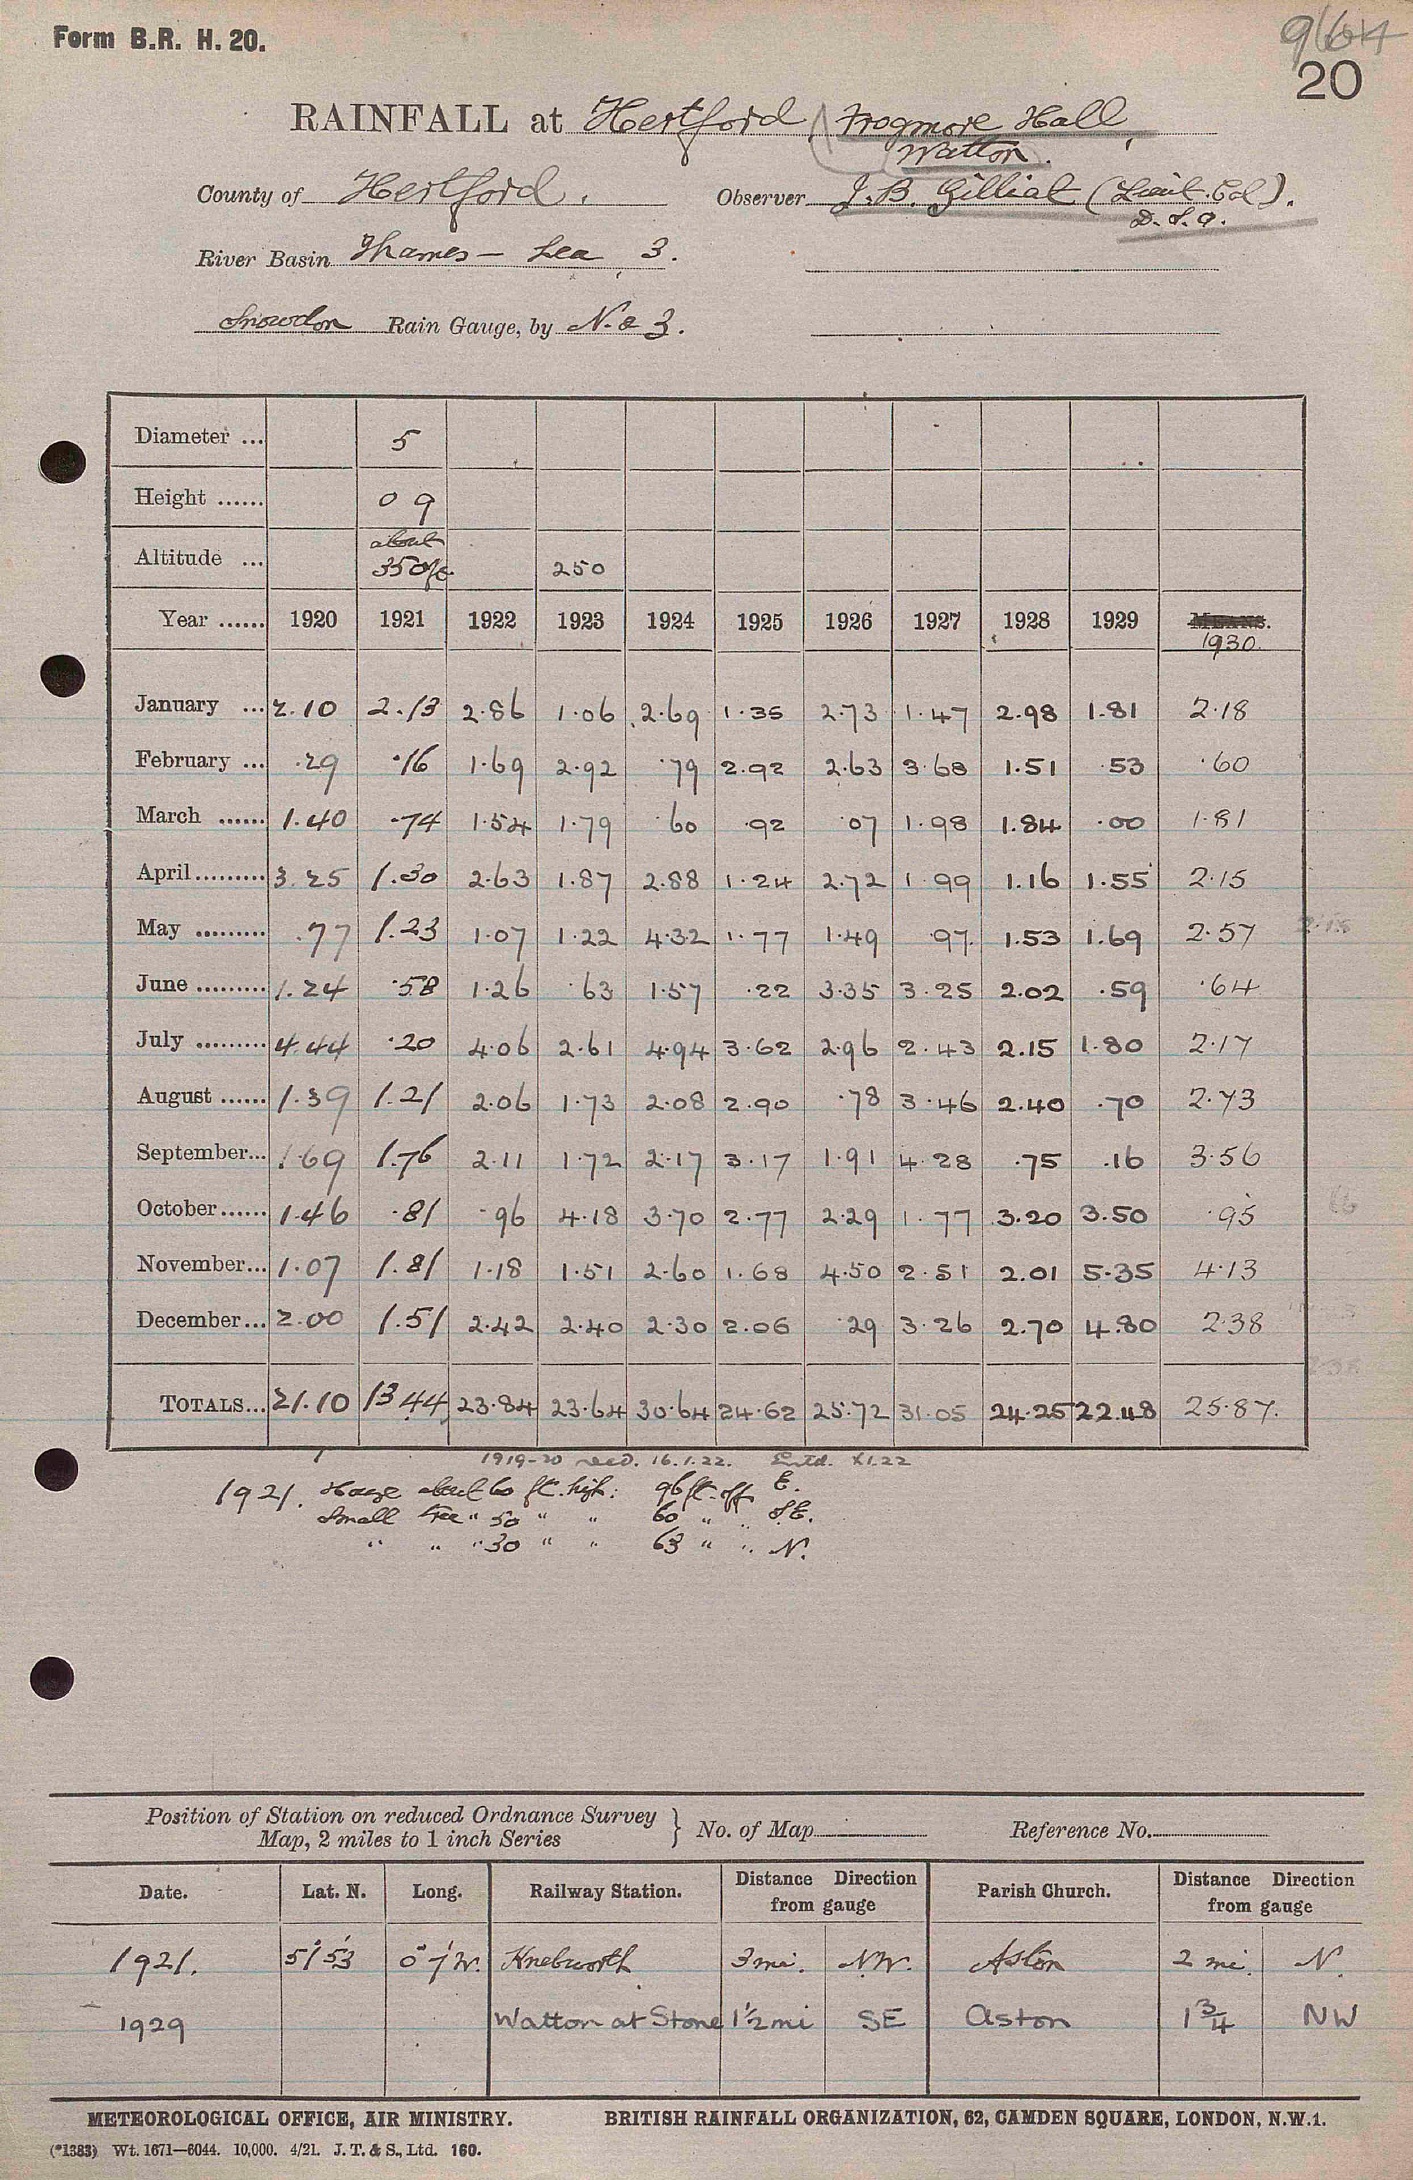 Form B.R. H. 20.
9604
20
RAINFALL at Hertford, Frogmore Hall,
Watton.
County of Hertford. Observer J. B. Gilliat (Lieut. Col).
D.S.O.
River Basin Thames — Lea 3.
Snowdon Rain Gauge, by N. & Z.
Diameter ... 5
Height ...... 0 9
Altitude ... about 350 ft. 250
Year ...... 1920 1921 1922 1923 1924 1925 1926 1927 1928 1929 MEANS. 1930.
January ... 2.10 2.13 2.86 1.06 2.69 1.35 2.73 1.47 2.98 1.81 2.18
February ... .29 .16 1.69 2.92 .79 2.92 2.63 3.68 1.51 .53 .60
March ...... 1.40 .74 1.54 1.79 .60 .92 .07 1.98 1.84 .00 1.81
April ......... 3.25 1.30 2.63 1.87 2.88 1.24 2.72 1.99 1.16 1.55 2.15
May ......... .77 1.23 1.07 1.22 4.32 1.77 1.49 .97 1.53 1.69 2.57
June ......... 1.24 .58 1.26 .63 1.57 .22 3.35 3.25 2.02 .59 .64
July ......... 4.44 .20 4.06 2.61 4.94 3.62 2.96 2.43 2.15 1.80 2.17
August ...... 1.39 1.21 2.06 1.73 2.08 2.90 .78 3.46 2.40 .70 2.73
September... 1.69 1.76 2.11 1.72 2.17 3.17 1.91 4.28 .75 .16 3.56
October ...... 1.46 .81 .96 4.18 3.70 2.77 2.29 1.77 3.20 3.50 .95
November... 1.07 1.81 1.18 1.51 2.60 1.68 4.50 2.51 2.01 5.35 4.13
December... 2.00 1.51 2.42 2.40 2.30 2.06 .29 3.26 2.70 4.80 2.38
TOTALS... 21.10 13.44 23.84 23.64 30.64 24.62 25.72 31.05 24.25 22.48 25.87.
1919-20 recd. 16.1.22. Entd. XI.22
1921. House about 60 ft. high: 96 ft. off E.
Small tree " 50 " " 60 " " S.E.
" " " 30 " " 63 " " N.
Position of Station on reduced Ordnance Survey
Map, 2 miles to 1 inch Series } No. of Map Reference No.
Date. Lat. N. Long. Railway Station. Distance Direction from gauge Parish Church. Distance Direction from gauge
1921. 51° 53' 0° 7' W. Knebworth 3 mi. N.W. Aston 2 mi. N.
1929 Watton at Stone 1½ mi SE Aston 1¾ NW
METEOROLOGICAL OFFICE, AIR MINISTRY. BRITISH RAINFALL ORGANIZATION, 62, CAMDEN SQUARE, LONDON, N.W.1.
(*1383) Wt. 1671—6044. 10,000. 4/21. J. T. & S., Ltd. 160.